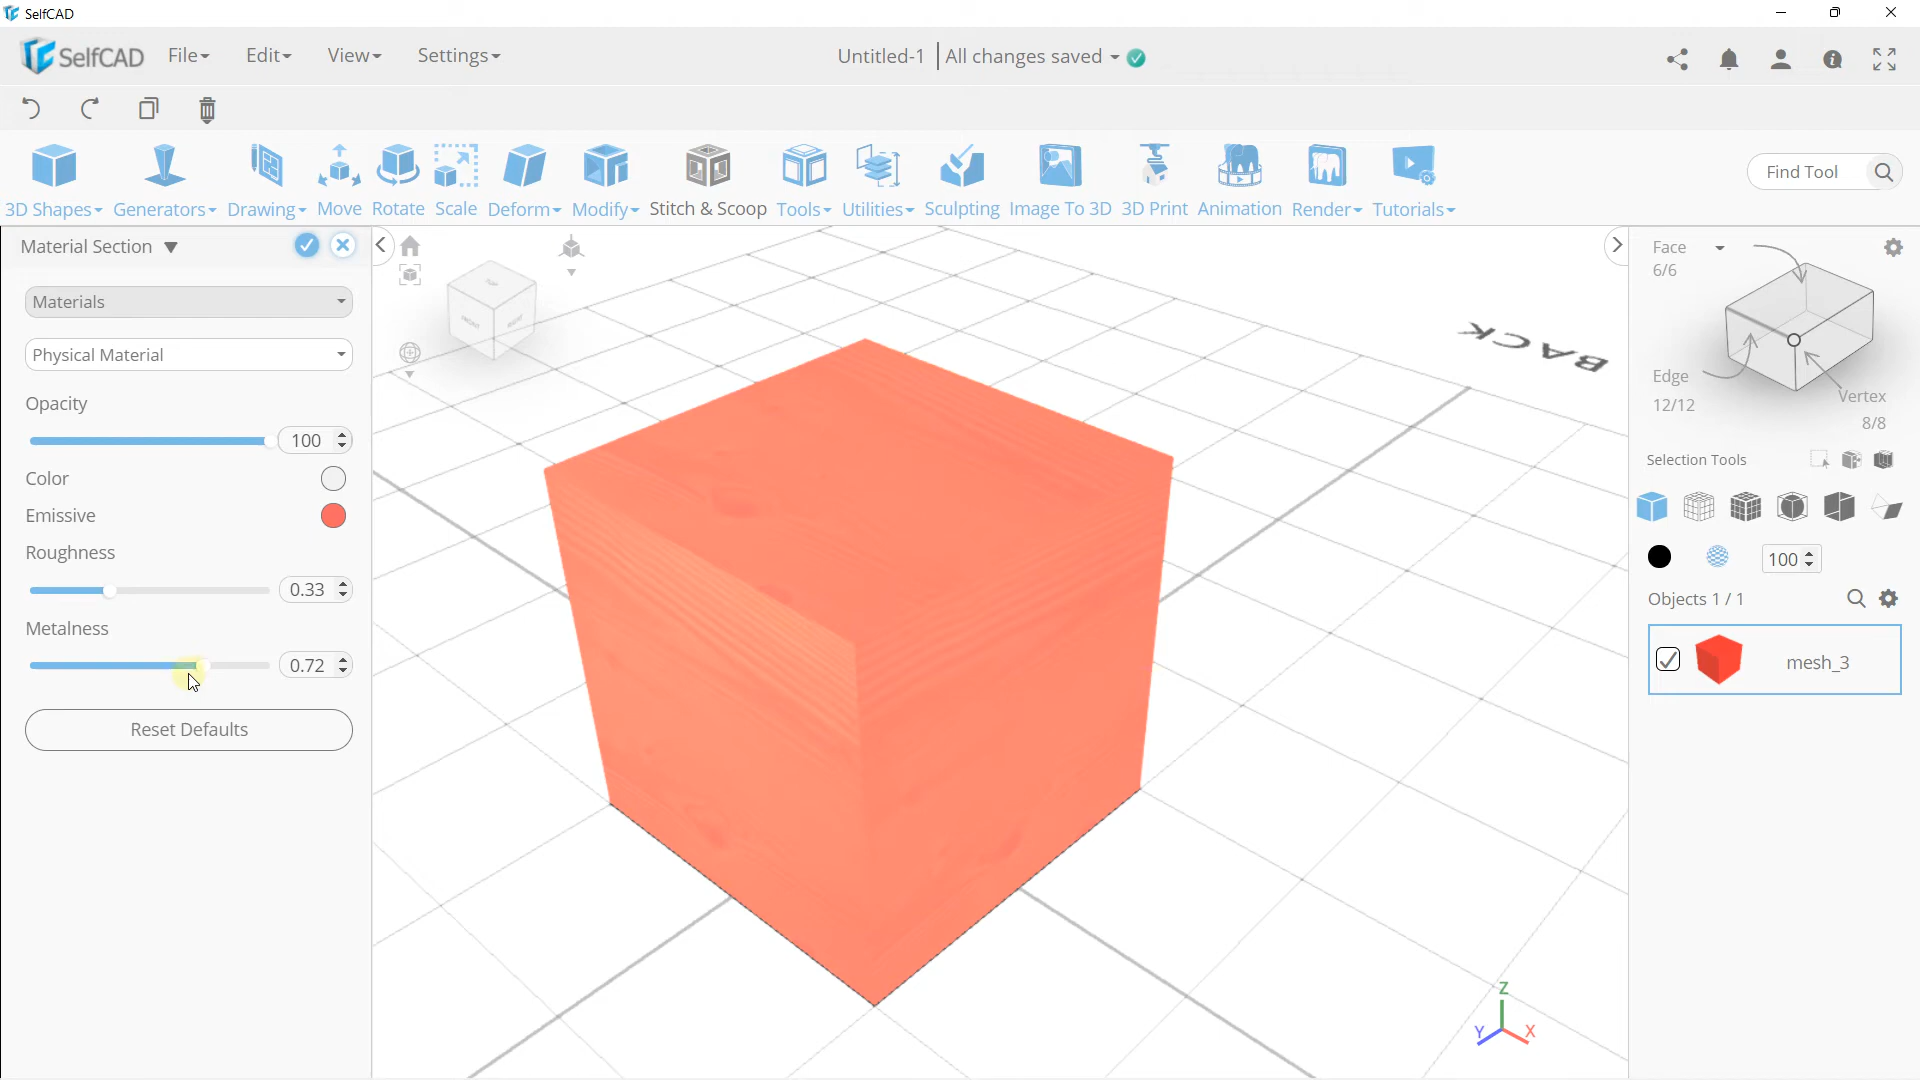 SelfCAD
SelfCAD File Edit View Settings Untitled-1 All changes saved
3D Shapes Generators Drawing Move Rotate Scale Deform Modify Stitch & Scoop Tools Utilities Sculpting Image To 3D 3D Print Animation Render Tutorials Find Tool
Material Section
Materials
Physical Material
Opacity
100
Color
Emissive
Roughness
0.33
Metalness
0.72
Reset Defaults
TOP
FRONT RIGHT
BACK
Z
Y X
Face
6/6
Edge
12/12
Vertex
8/8
Selection Tools
100
Objects 1 / 1
mesh_3